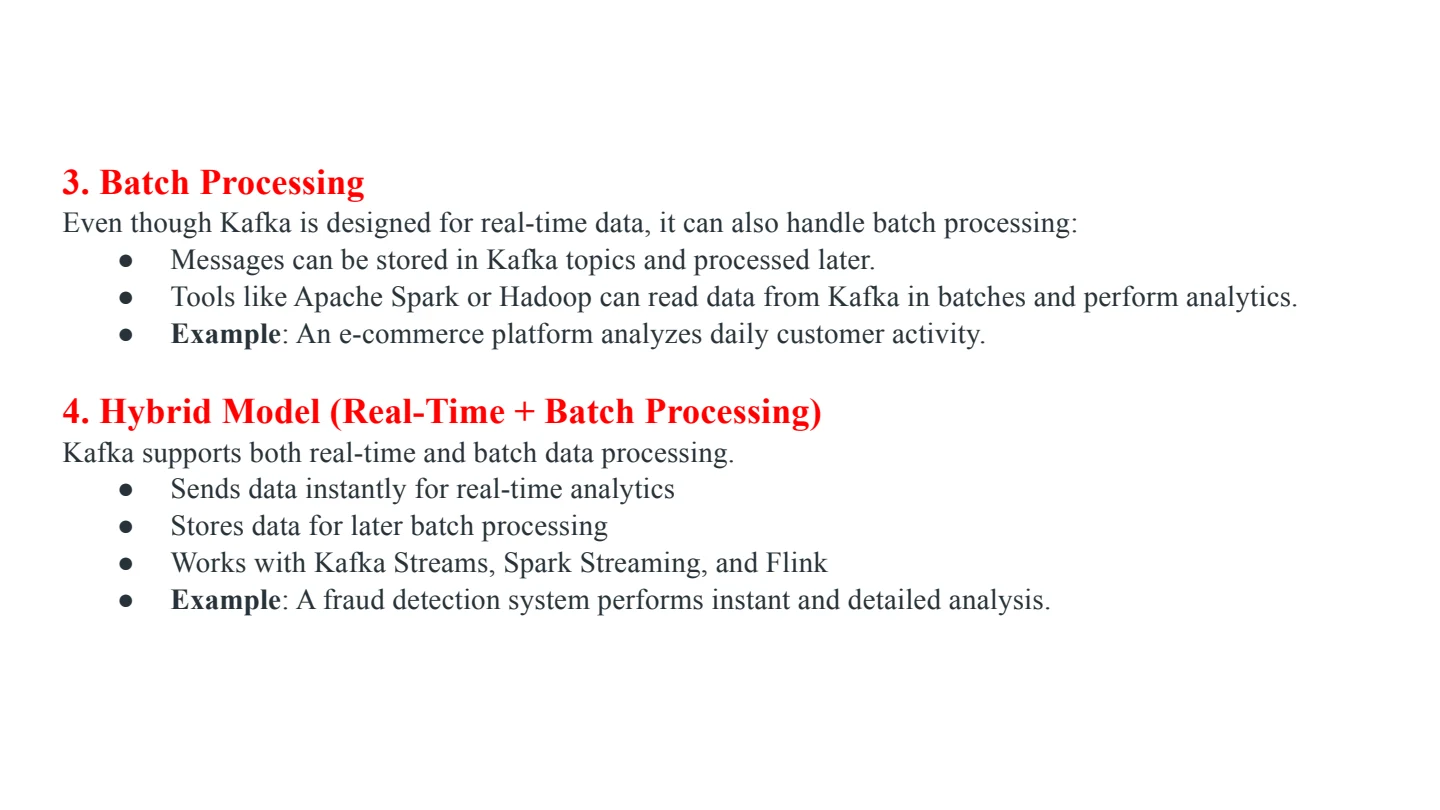 3. Batch Processing
Even though Kafka is designed for real-time data, it can also handle batch processing:
● Messages can be stored in Kafka topics and processed later.
● Tools like Apache Spark or Hadoop can read data from Kafka in batches and perform analytics.
● Example: An e-commerce platform analyzes daily customer activity.
4. Hybrid Model (Real-Time + Batch Processing)
Kafka supports both real-time and batch data processing.
● Sends data instantly for real-time analytics
● Stores data for later batch processing
● Works with Kafka Streams, Spark Streaming, and Flink
● Example: A fraud detection system performs instant and detailed analysis.